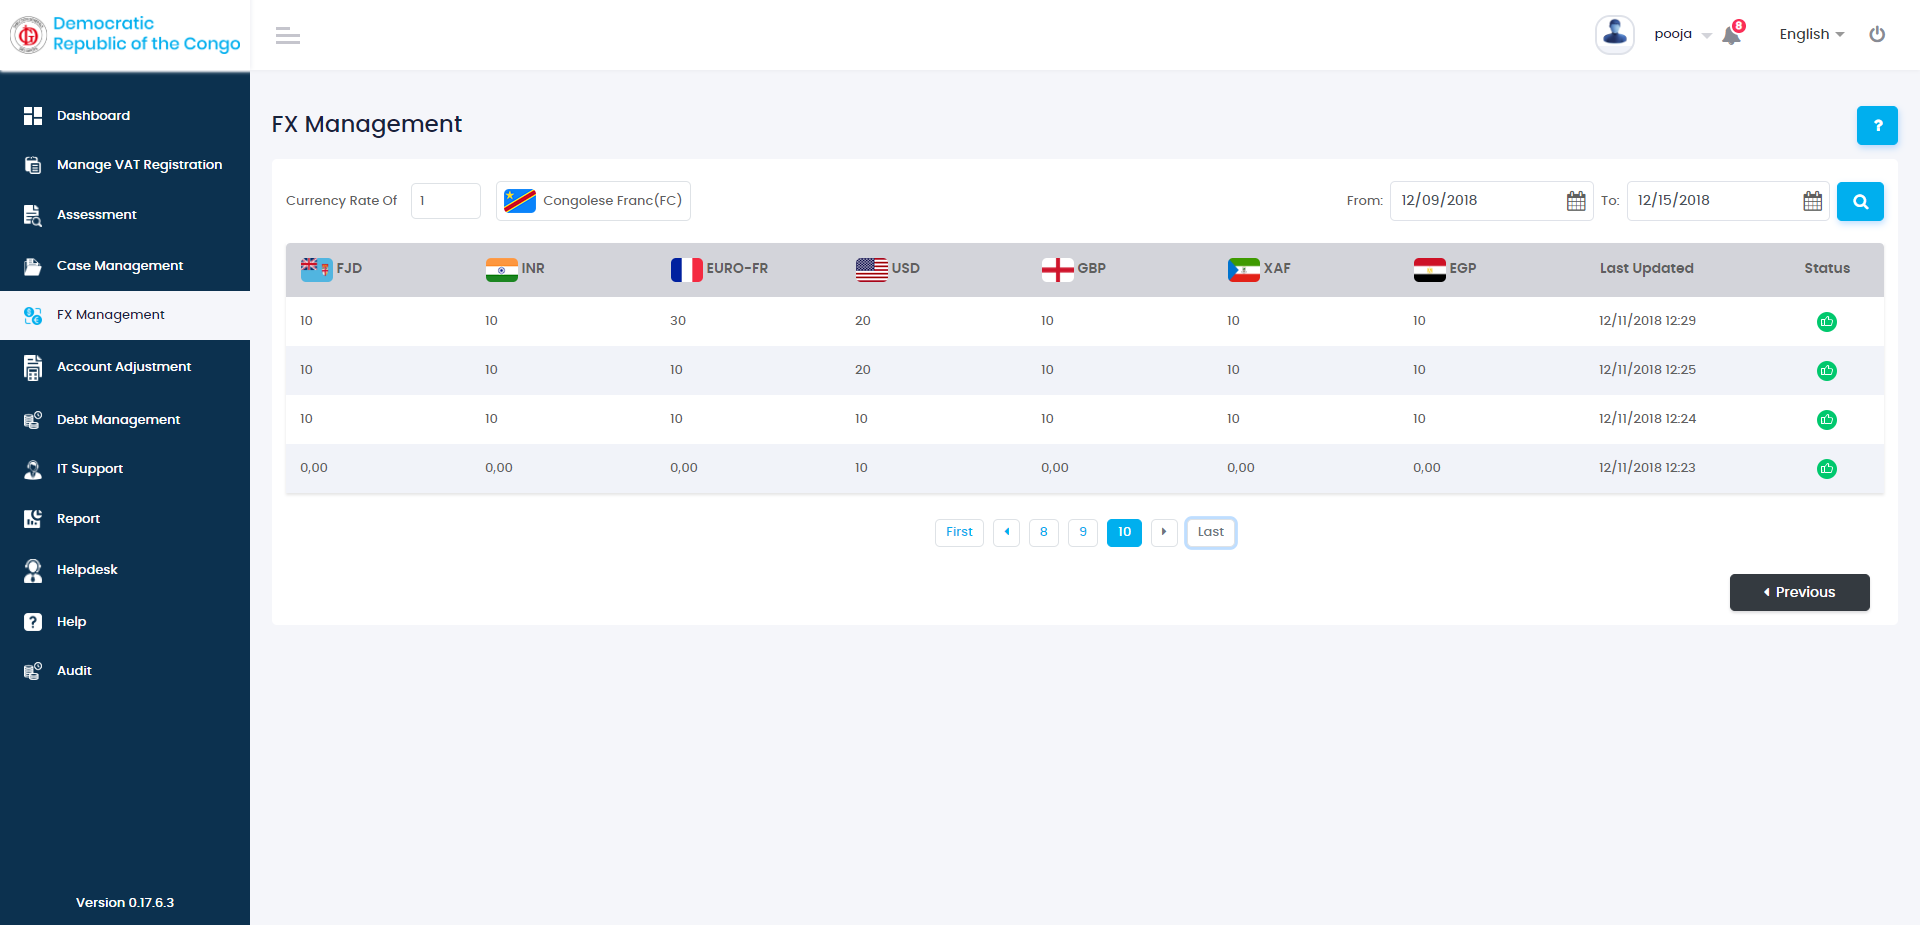 Democratic
Republic of the Congo
pooja
8
English
Dashboard
Manage VAT Registration
Assessment
Case Management
FX Management
Account Adjustment
Debt Management
IT Support
Report
Helpdesk
Help
Audit
Version 0.17.6.3
FX Management
?
Currency Rate Of 1 Congolese Franc(FC) From: 12/09/2018 To: 12/15/2018
FJD INR EURO-FR USD GBP XAF EGP Last Updated Status
10 10 30 20 10 10 10 12/11/2018 12:29
10 10 10 20 10 10 10 12/11/2018 12:25
10 10 10 10 10 10 10 12/11/2018 12:24
0,00 0,00 0,00 10 0,00 0,00 0,00 12/11/2018 12:23
First 8 9 10 Last
Previous